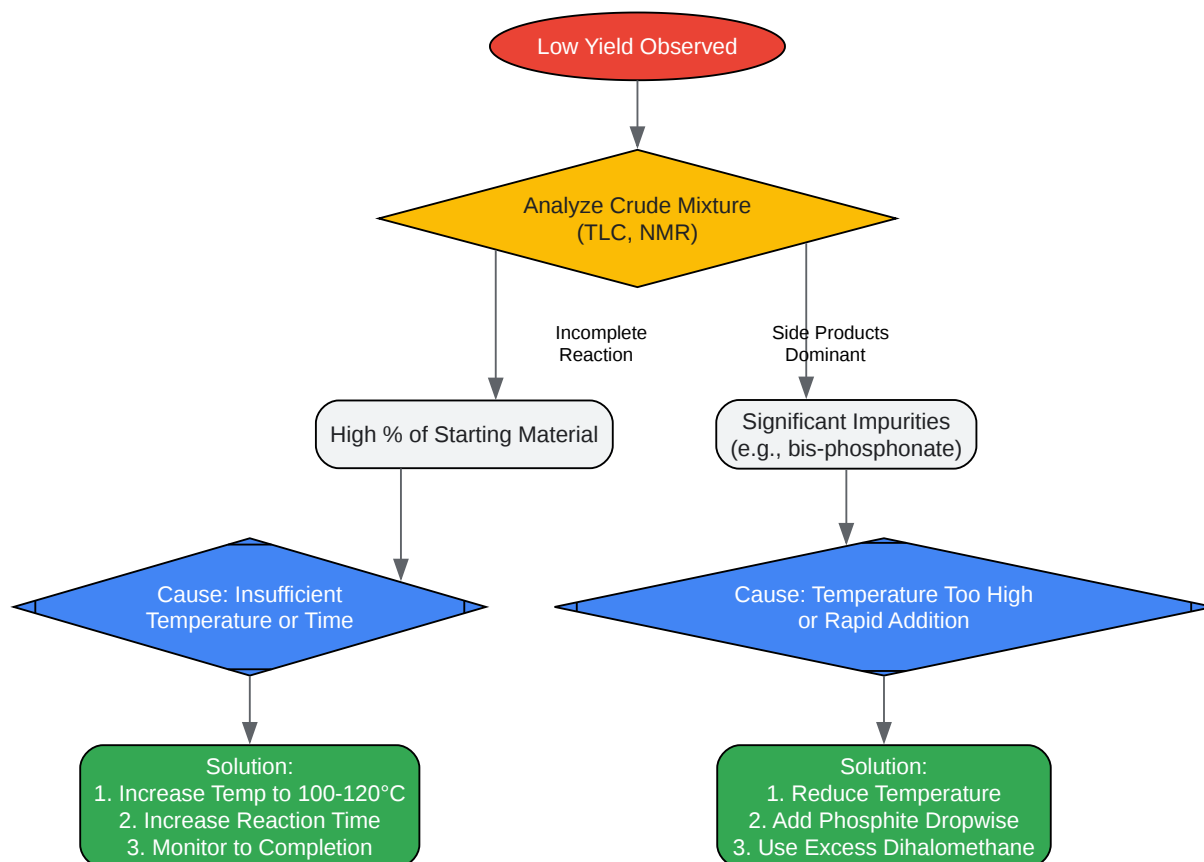 Low Yield Observed
Analyze Crude Mixture
(TLC, NMR)
Incomplete
Reaction
Side Products
Dominant
High % of Starting Material
Significant Impurities
(e.g., bis-phosphonate)
Cause: Insufficient
Temperature or Time
Cause: Temperature Too High
or Rapid Addition
Solution:
1. Increase Temp to 100-120°C
2. Increase Reaction Time
3. Monitor to Completion
Solution:
1. Reduce Temperature
2. Add Phosphite Dropwise
3. Use Excess Dihalomethane